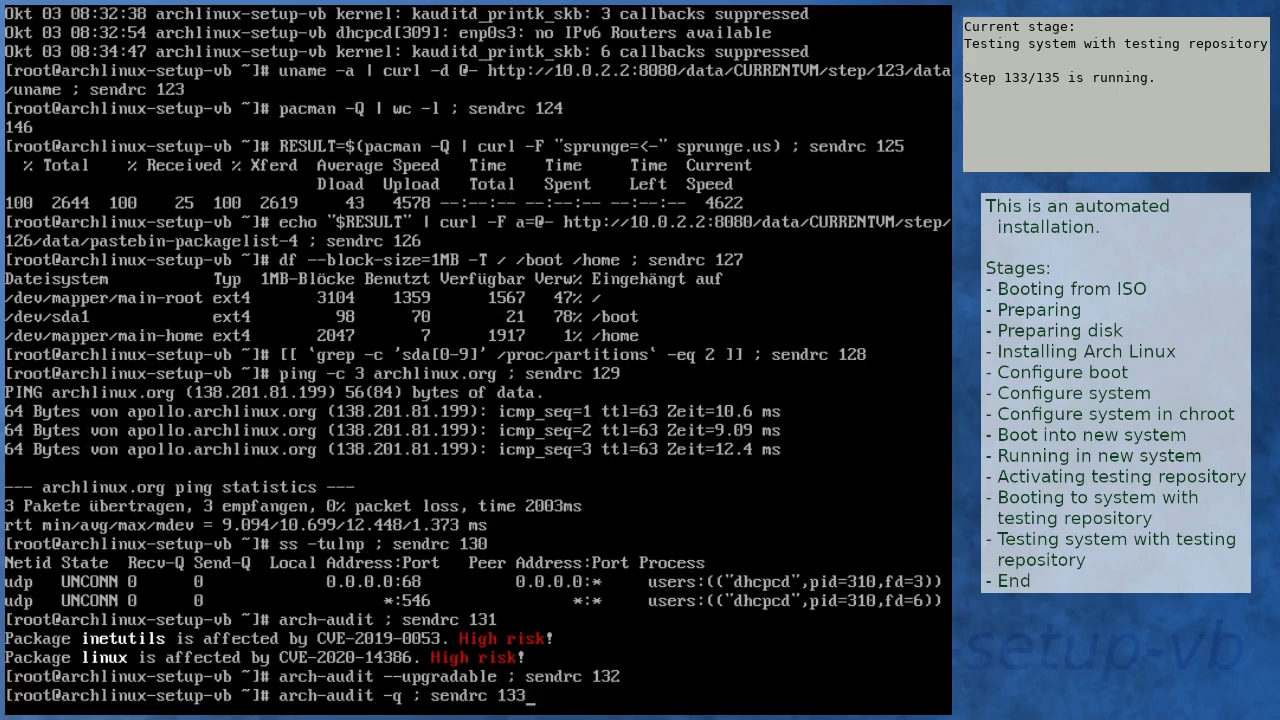 Okt 03 08:32:38 archlinux-setup-vb kernel: kauditd_printk_skb: 3 callbacks suppressed
Okt 03 08:32:54 archlinux-setup-vb dhcpcd[309]: enp0s3: no IPv6 Routers available
Okt 03 08:34:47 archlinux-setup-vb kernel: kauditd_printk_skb: 6 callbacks suppressed
[root@archlinux-setup-vb ~]# uname -a | curl -d @- http://10.0.2.2:8080/data/CURRENTVM/step/123/data
/uname ; sendrc 123
[root@archlinux-setup-vb ~]# pacman -Q | wc -l ; sendrc 124
146
[root@archlinux-setup-vb ~]# RESULT=$(pacman -Q | curl -F "sprunge=<-" sprunge.us) ; sendrc 125
  % Total    % Received % Xferd  Average Speed   Time    Time     Time  Current
                                 Dload  Upload   Total   Spent    Left  Speed
100  2644  100    25  100  2619     43   4578 --:--:-- --:--:-- --:--:--  4622
[root@archlinux-setup-vb ~]# echo "$RESULT" | curl -F a=@- http://10.0.2.2:8080/data/CURRENTVM/step/
126/data/pastebin-packagelist-4 ; sendrc 126
[root@archlinux-setup-vb ~]# df --block-size=1MB -T / /boot /home ; sendrc 127
Dateisystem           Typ  1MB-Blöcke Benutzt Verfügbar Verw% Eingehängt auf
/dev/mapper/main-root ext4       3104    1359      1567   47% /
/dev/sda1             ext4         98      70        21   78% /boot
/dev/mapper/main-home ext4       2047       7      1917    1% /home
[root@archlinux-setup-vb ~]# [[ `grep -c 'sda[0-9]' /proc/partitions` -eq 2 ]] ; sendrc 128
[root@archlinux-setup-vb ~]# ping -c 3 archlinux.org ; sendrc 129
PING archlinux.org (138.201.81.199) 56(84) bytes of data.
64 Bytes von apollo.archlinux.org (138.201.81.199): icmp_seq=1 ttl=63 Zeit=10.6 ms
64 Bytes von apollo.archlinux.org (138.201.81.199): icmp_seq=2 ttl=63 Zeit=9.09 ms
64 Bytes von apollo.archlinux.org (138.201.81.199): icmp_seq=3 ttl=63 Zeit=12.4 ms
--- archlinux.org ping statistics ---
3 Pakete übertragen, 3 empfangen, 0% packet loss, time 2003ms
rtt min/avg/max/mdev = 9.094/10.699/12.448/1.373 ms
[root@archlinux-setup-vb ~]# ss -tulnp ; sendrc 130
Netid State  Recv-Q Send-Q  Local Address:Port   Peer Address:Port Process
udp   UNCONN 0      0             0.0.0.0:68          0.0.0.0:*     users:(("dhcpcd",pid=310,fd=3))
udp   UNCONN 0      0                   *:546               *:*     users:(("dhcpcd",pid=310,fd=6))
[root@archlinux-setup-vb ~]# arch-audit ; sendrc 131
Package inetutils is affected by CVE-2019-0053. High risk!
Package linux is affected by CVE-2020-14386. High risk!
[root@archlinux-setup-vb ~]# arch-audit --upgradable ; sendrc 132
[root@archlinux-setup-vb ~]# arch-audit -q ; sendrc 133_
Current stage:
Testing system with testing repository
Step 133/135 is running.
This is an automated
installation.
Stages:
- Booting from ISO
- Preparing
- Preparing disk
- Installing Arch Linux
- Configure boot
- Configure system
- Configure system in chroot
- Boot into new system
- Running in new system
- Activating testing repository
- Booting to system with
testing repository
- Testing system with testing
repository
- End
setup-vb